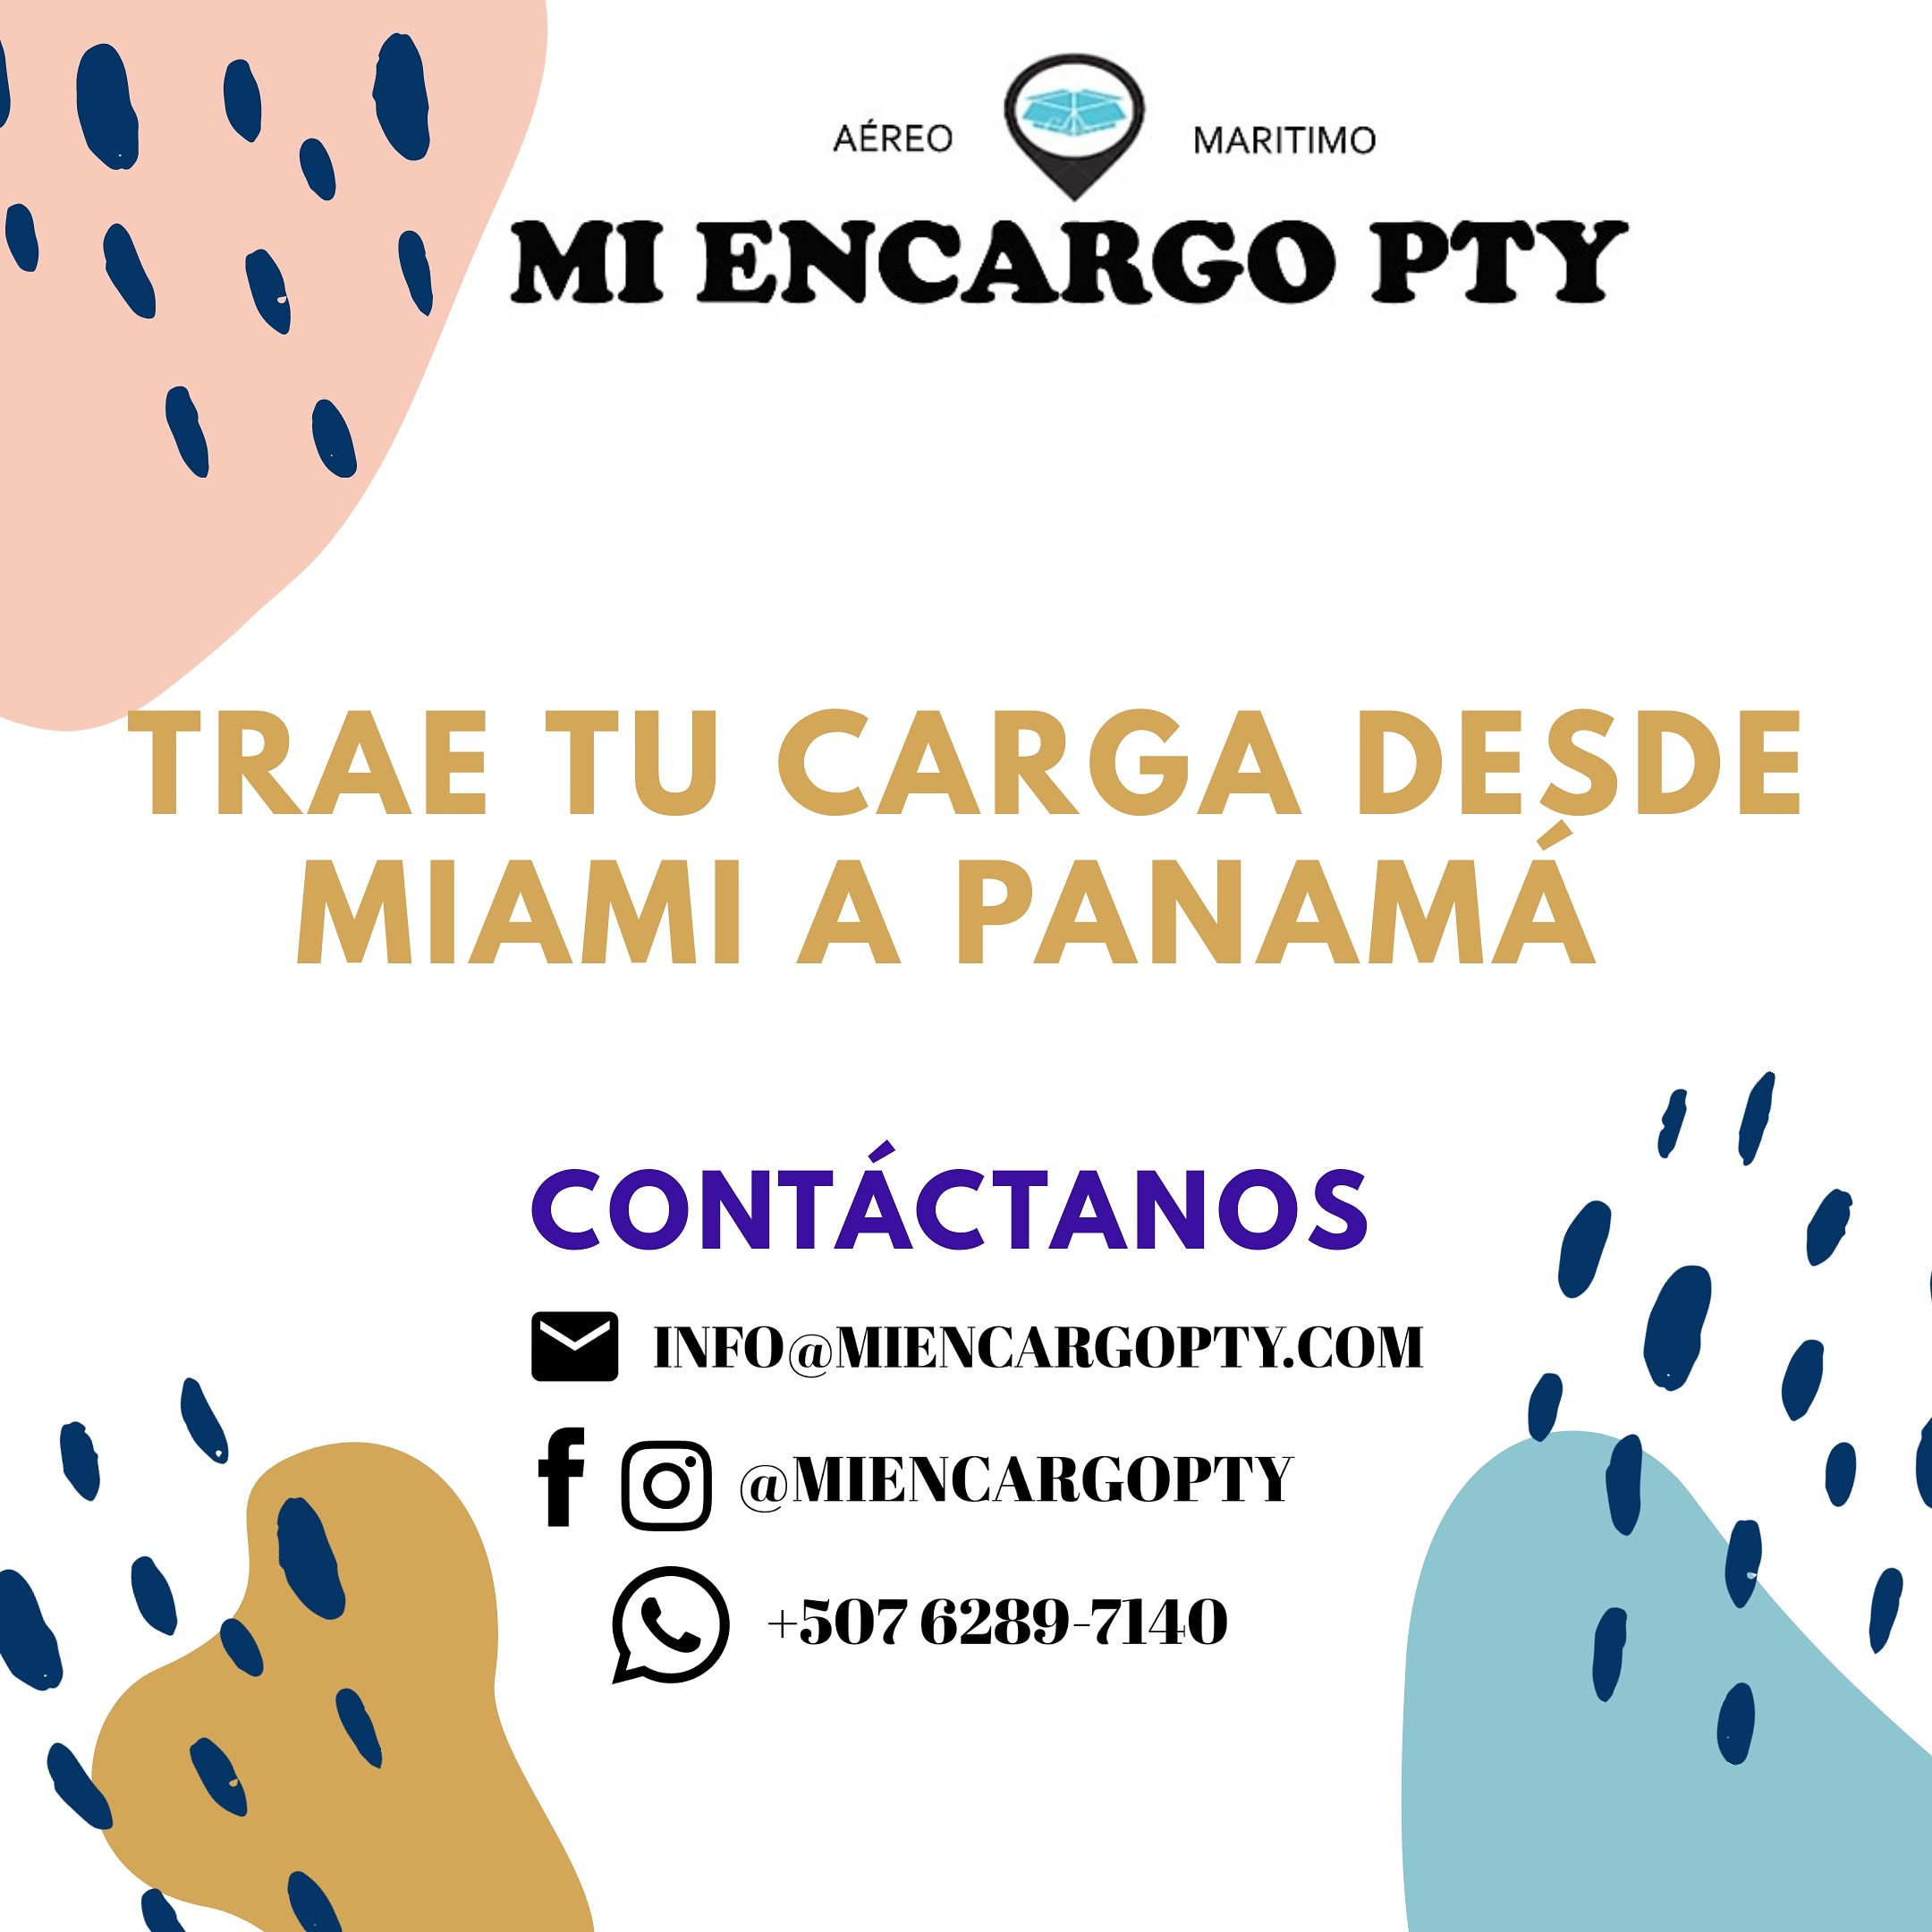 AÉREO MARITIMO
MI ENCARGO PTY
TRAE TU CARGA DESDE
MIAMI A PANAMÁ
CONTÁCTANOS
INFO@MIENCARGOPTY.COM
@MIENCARGOPTY
+507 6289-7140